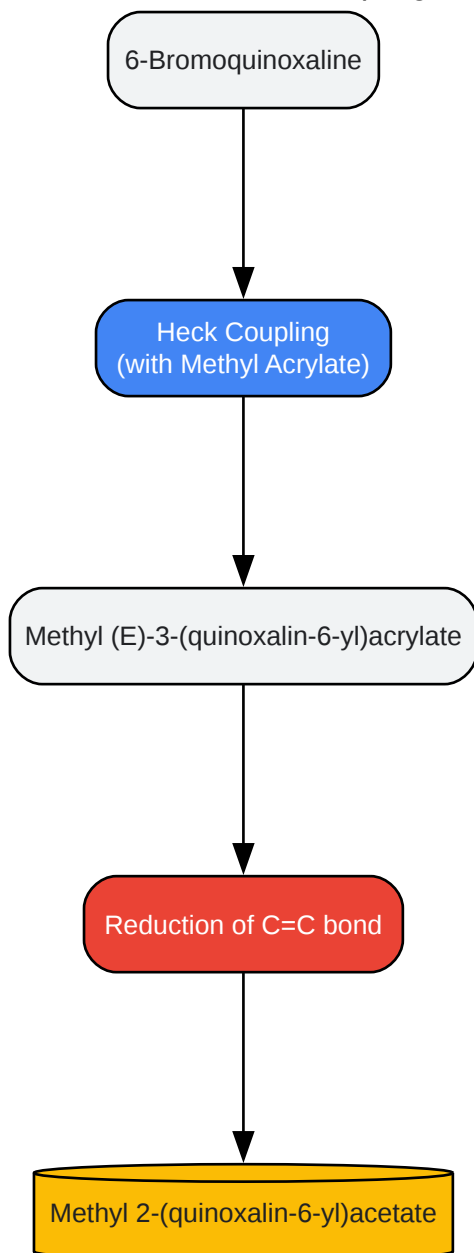 6-Bromoquinoxaline
Heck Coupling
(with Methyl Acrylate)
Methyl (E)-3-(quinoxalin-6-yl)acrylate
Reduction of C=C bond
Methyl 2-(quinoxalin-6-yl)acetate